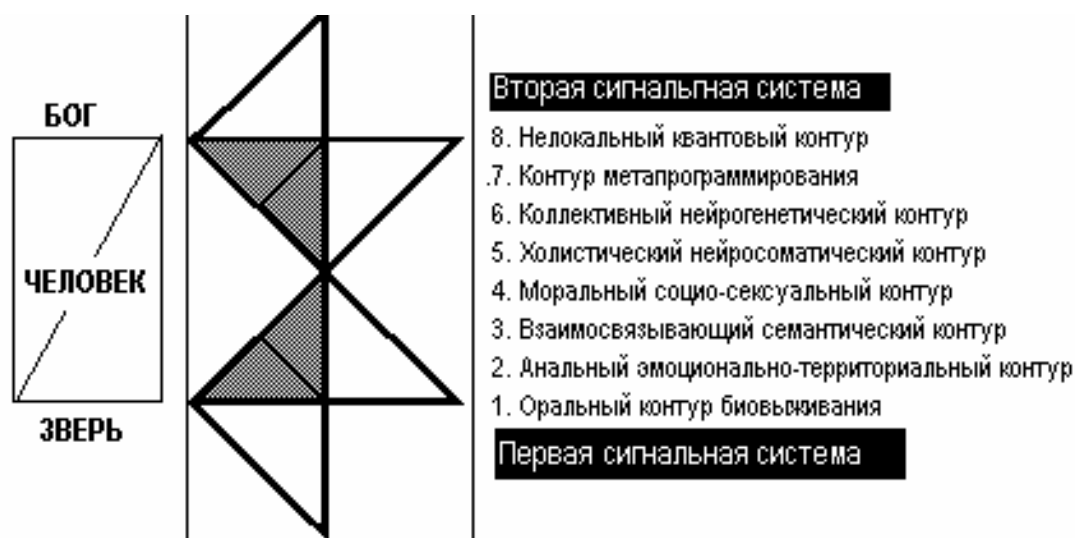 БОГ
ЧЕЛОВЕК
ЗВЕРЬ
Вторая сигнальгная система
8. Нелокальный квантовый контур
.7. Контур метапрограммирования
6. Коллективный нейрогенетический контур
5. Холистический нейросоматический контур
4. Моральный социо-сексуальный контур
3. Взаимосвязывающий семантический контур
2. Анальный эмоционально-территориальный контур
1. Оральный контур биовыживания
Первая сигнальная система